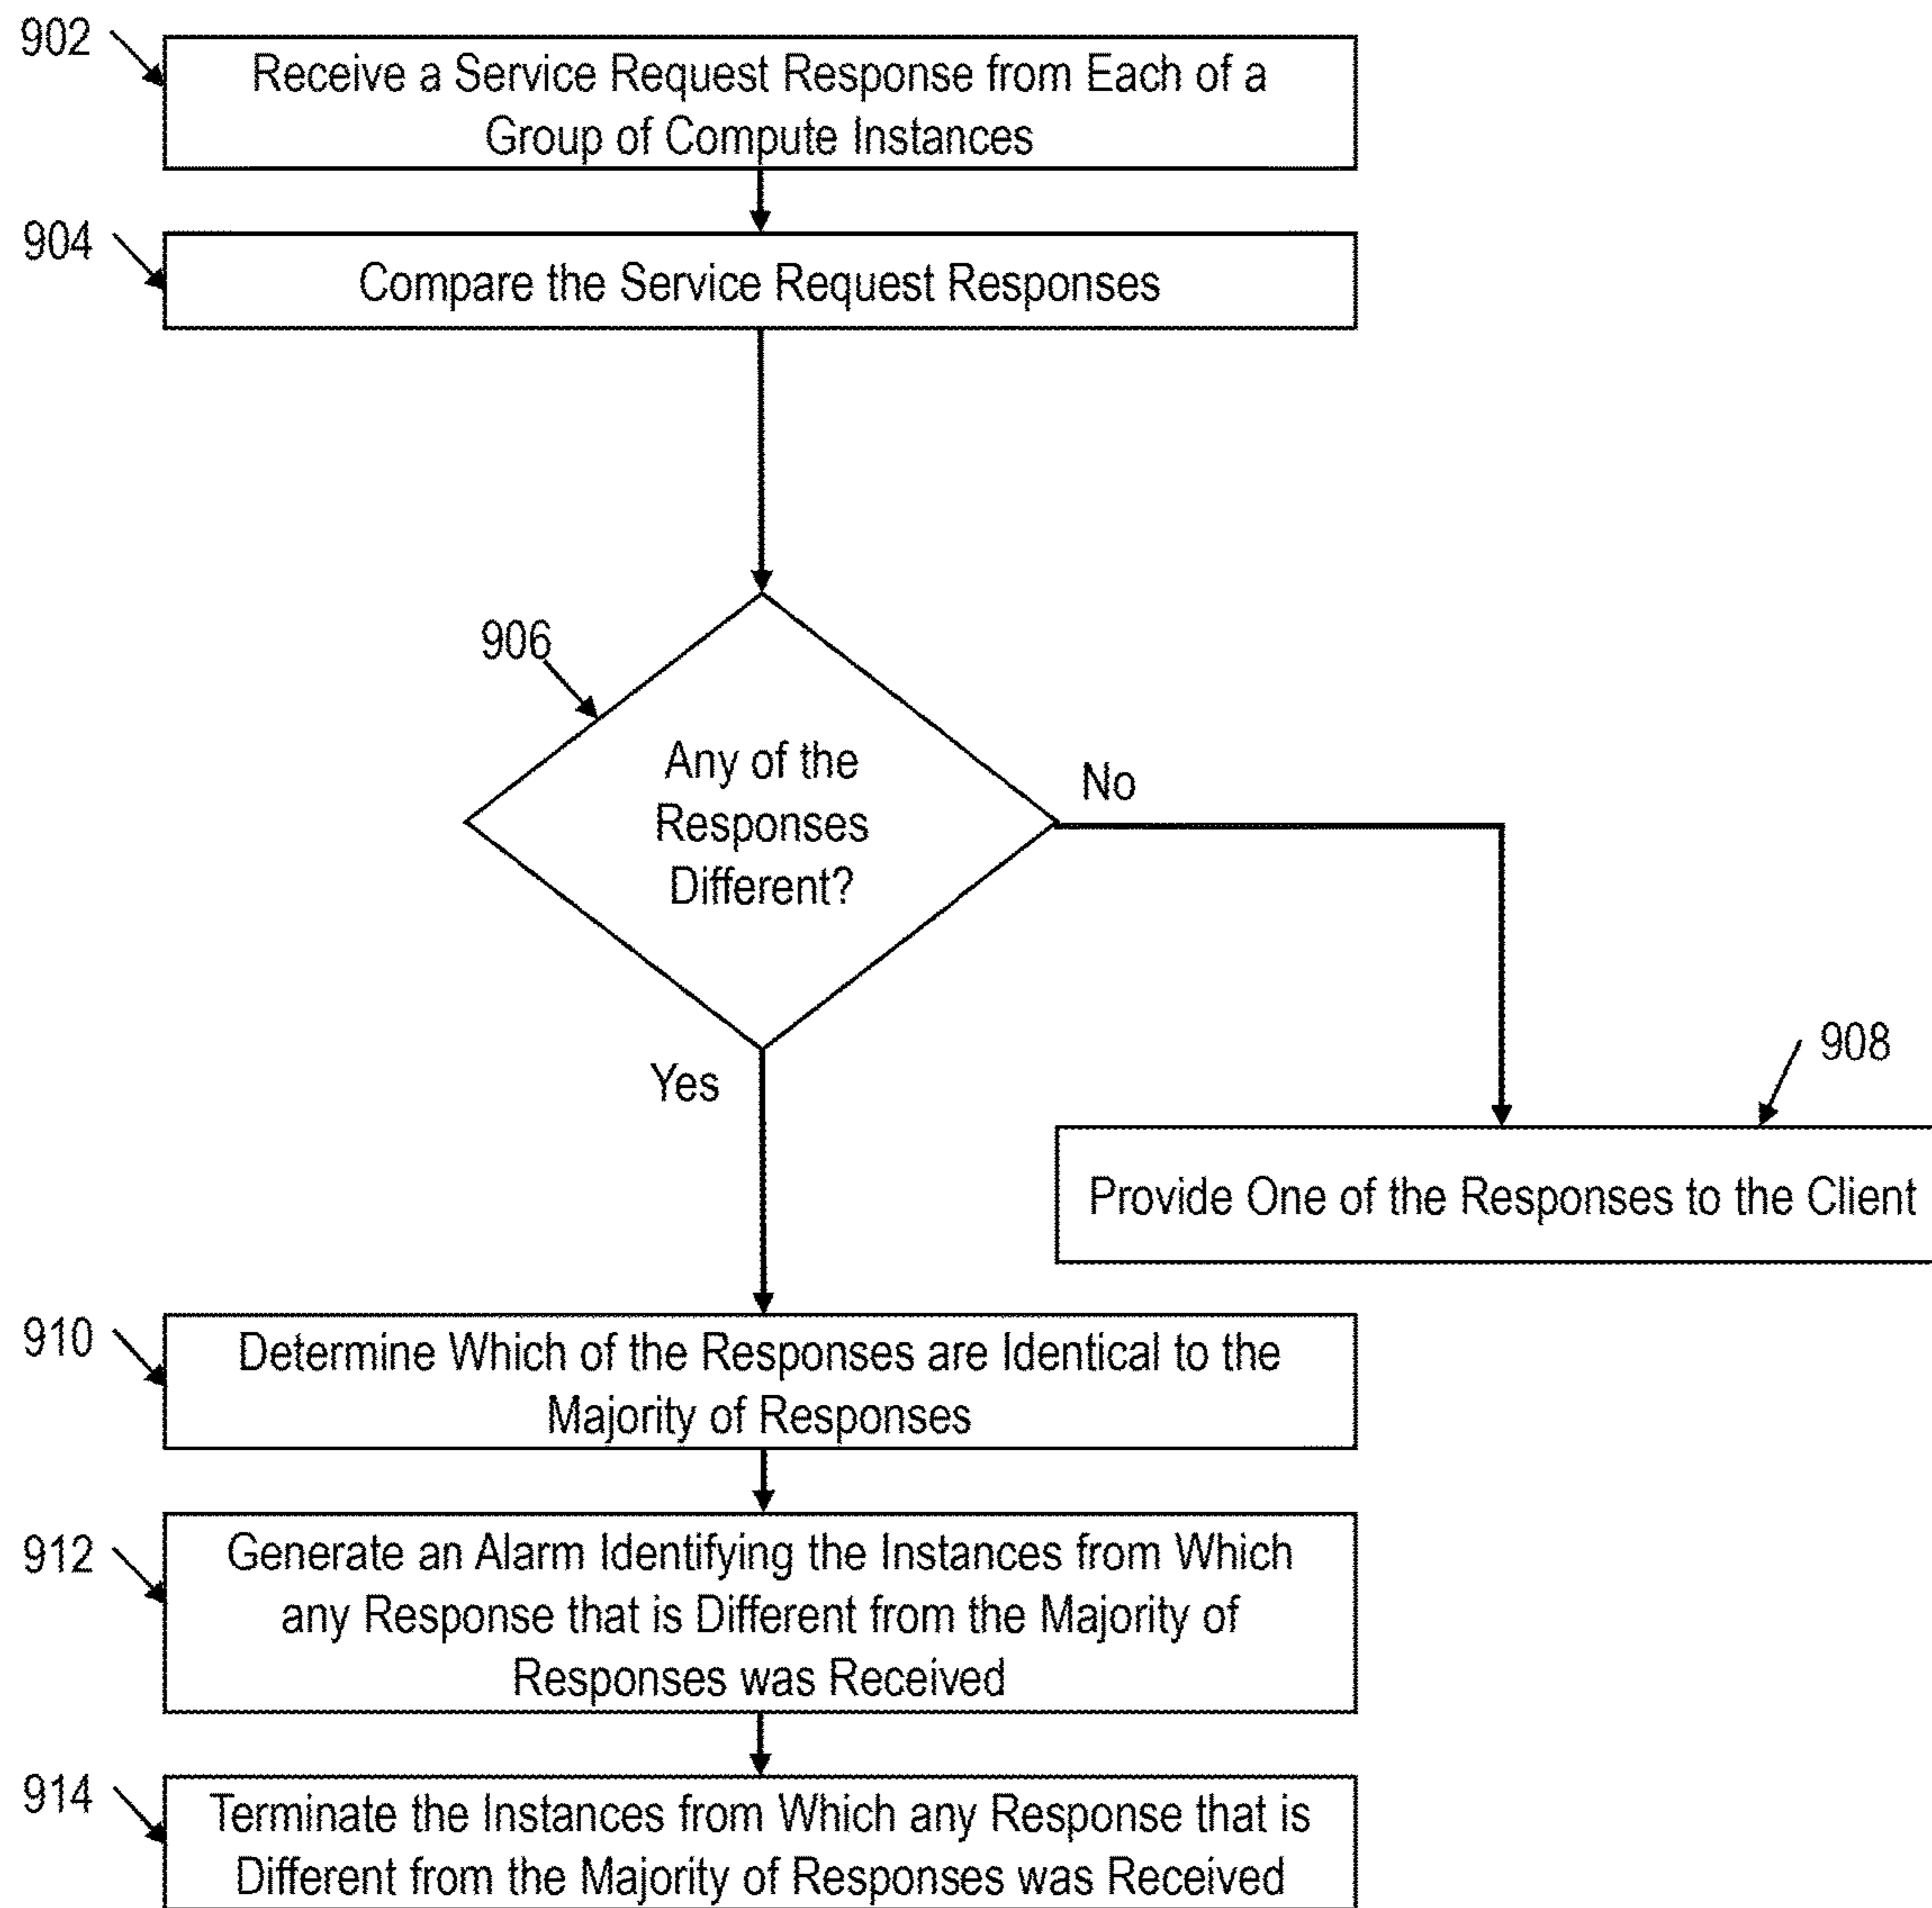 902
Receive a Service Request Response from Each of a
Group of Compute Instances
904
Compare the Service Request Responses
906
Any of the
Responses
Different?
No
Yes
908
Provide One of the Responses to the Client
910
Determine Which of the Responses are Identical to the
Majority of Responses
912
Generate an Alarm Identifying the Instances from Which
any Response that is Different from the Majority of
Responses was Received
914
Terminate the Instances from Which any Response that is
Different from the Majority of Responses was Received